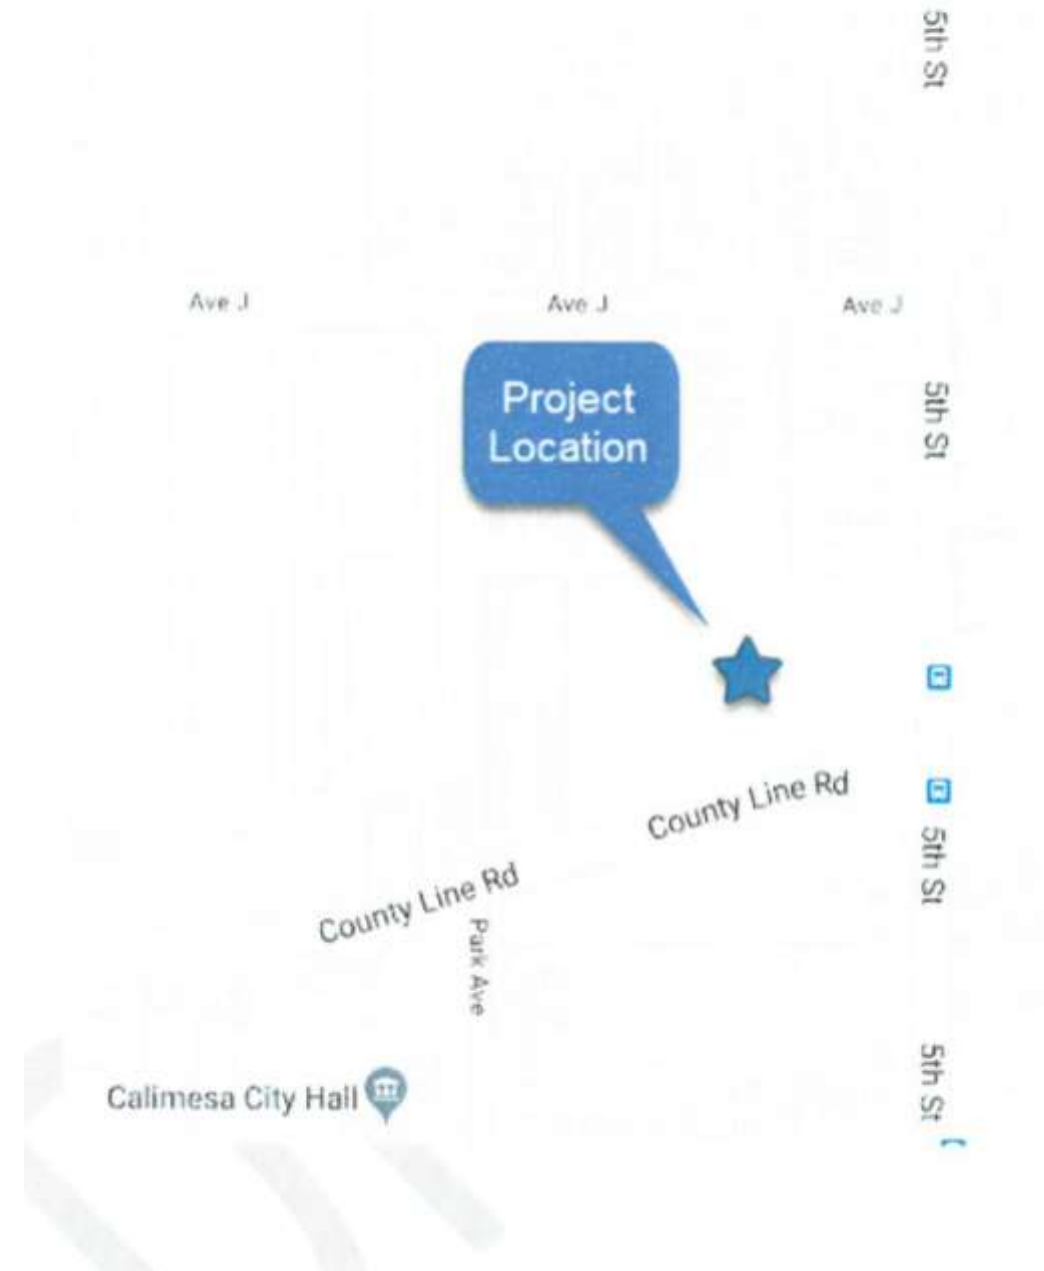 5th St
Ave J
Ave J
Ave J
Project
Location
5th St
County Line Rd
5th St
County Line Rd
Park Ave
Calimesa City Hall
5th St